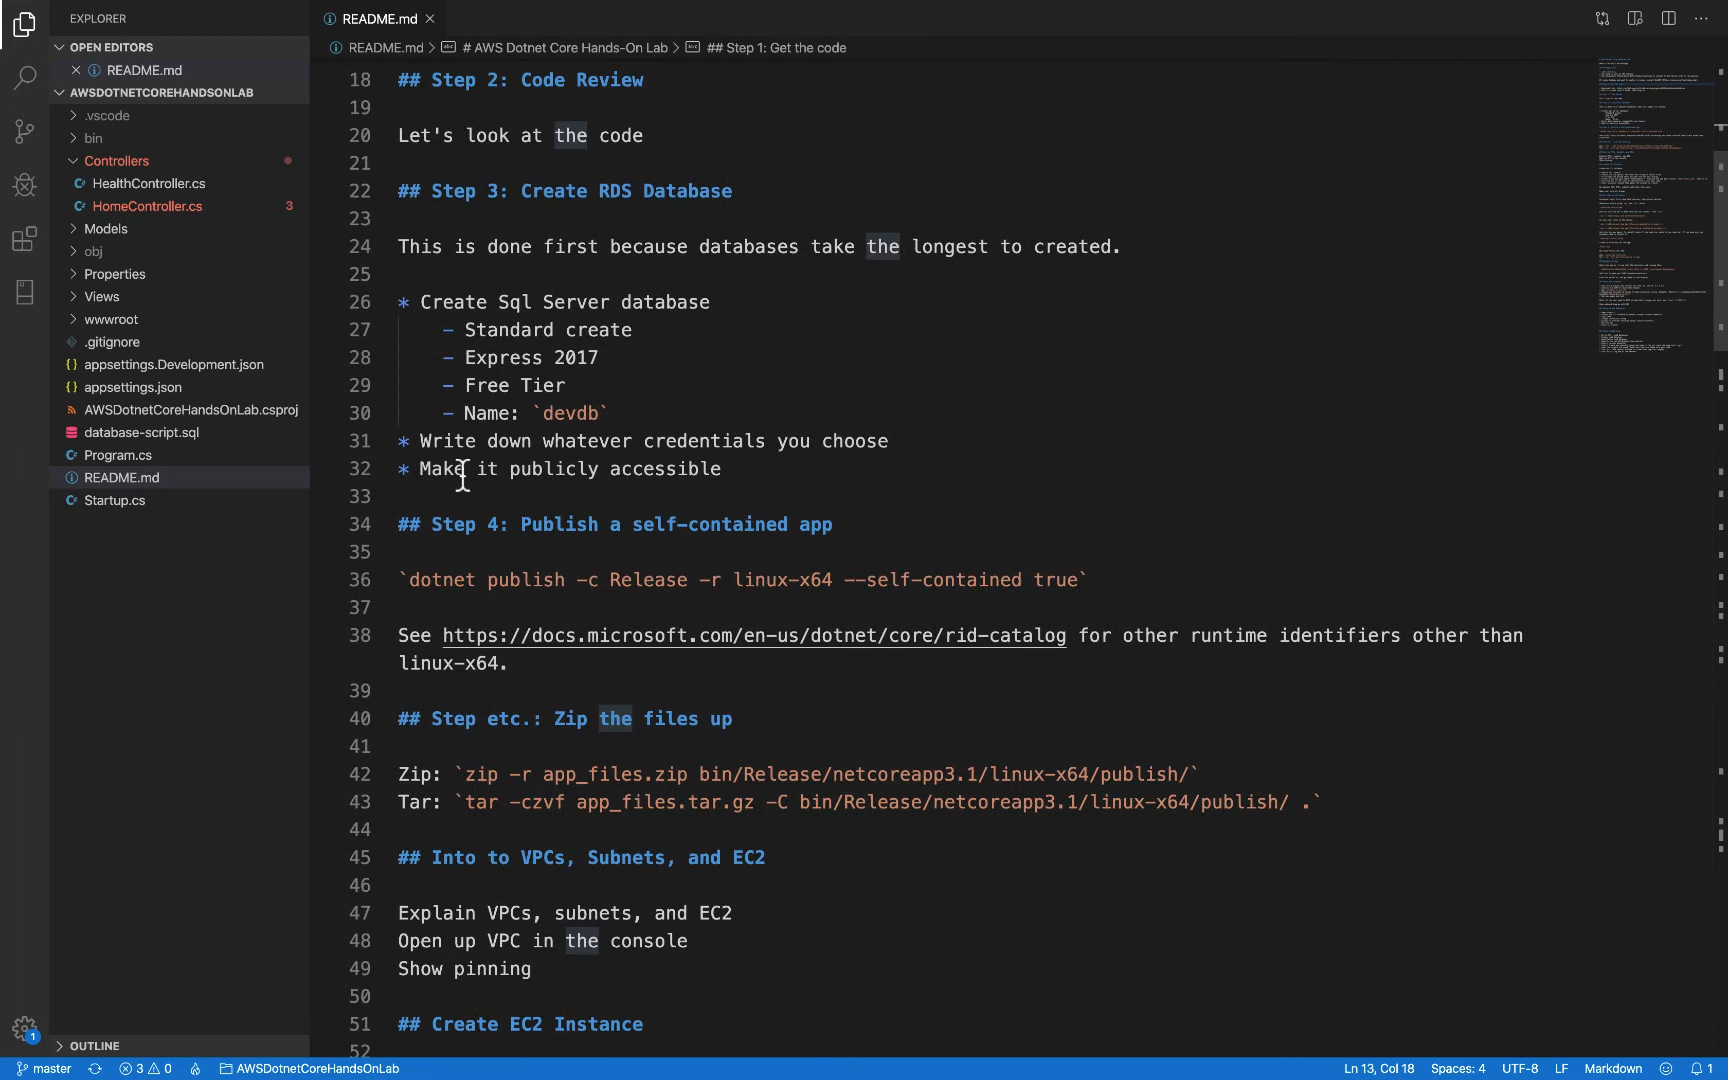 EXPLORER
OPEN EDITORS
README.md
AWSDOTNETCOREHANDSONLAB
.vscode
bin
Controllers
HealthController.cs
HomeController.cs 3
Models
obj
Properties
Views
wwwroot
.gitignore
{} appsettings.Development.json
{} appsettings.json
AWSDotnetCoreHandsOnLab.csproj
database-script.sql
Program.cs
README.md
Startup.cs
OUTLINE
1
README.md
README.md > # AWS Dotnet Core Hands-On Lab > ## Step 1: Get the code
18 ## Step 2: Code Review
19
20 Let's look at the code
21
22 ## Step 3: Create RDS Database
23
24 This is done first because databases take the longest to created.
25
26 * Create Sql Server database
27 - Standard create
28 - Express 2017
29 - Free Tier
30 - Name: `devdb`
31 * Write down whatever credentials you choose
32 * Make it publicly accessible
33
34 ## Step 4: Publish a self-contained app
35
36 `dotnet publish -c Release -r linux-x64 --self-contained true`
37
38 See https://docs.microsoft.com/en-us/dotnet/core/rid-catalog for other runtime identifiers other than
linux-x64.
39
40 ## Step etc.: Zip the files up
41
42 Zip: `zip -r app_files.zip bin/Release/netcoreapp3.1/linux-x64/publish/`
43 Tar: `tar -czvf app_files.tar.gz -C bin/Release/netcoreapp3.1/linux-x64/publish/ .`
44
45 ## Into to VPCs, Subnets, and EC2
46
47 Explain VPCs, subnets, and EC2
48 Open up VPC in the console
49 Show pinning
50
51 ## Create EC2 Instance
52
master 3 0 AWSDotnetCoreHandsOnLab Ln 13, Col 18 Spaces: 4 UTF-8 LF Markdown 1